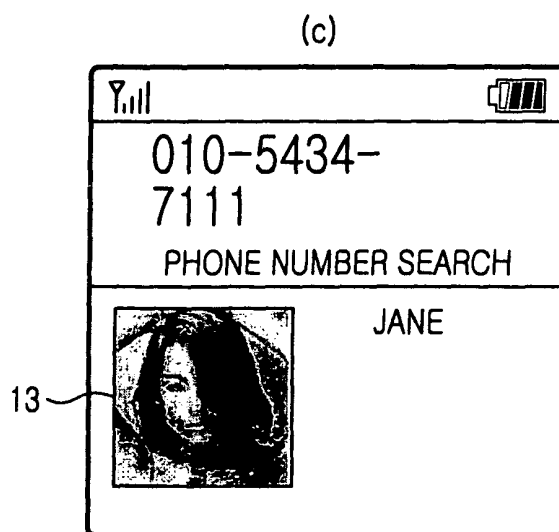 (c)
010-5434-
7111
PHONE NUMBER SEARCH
JANE
13